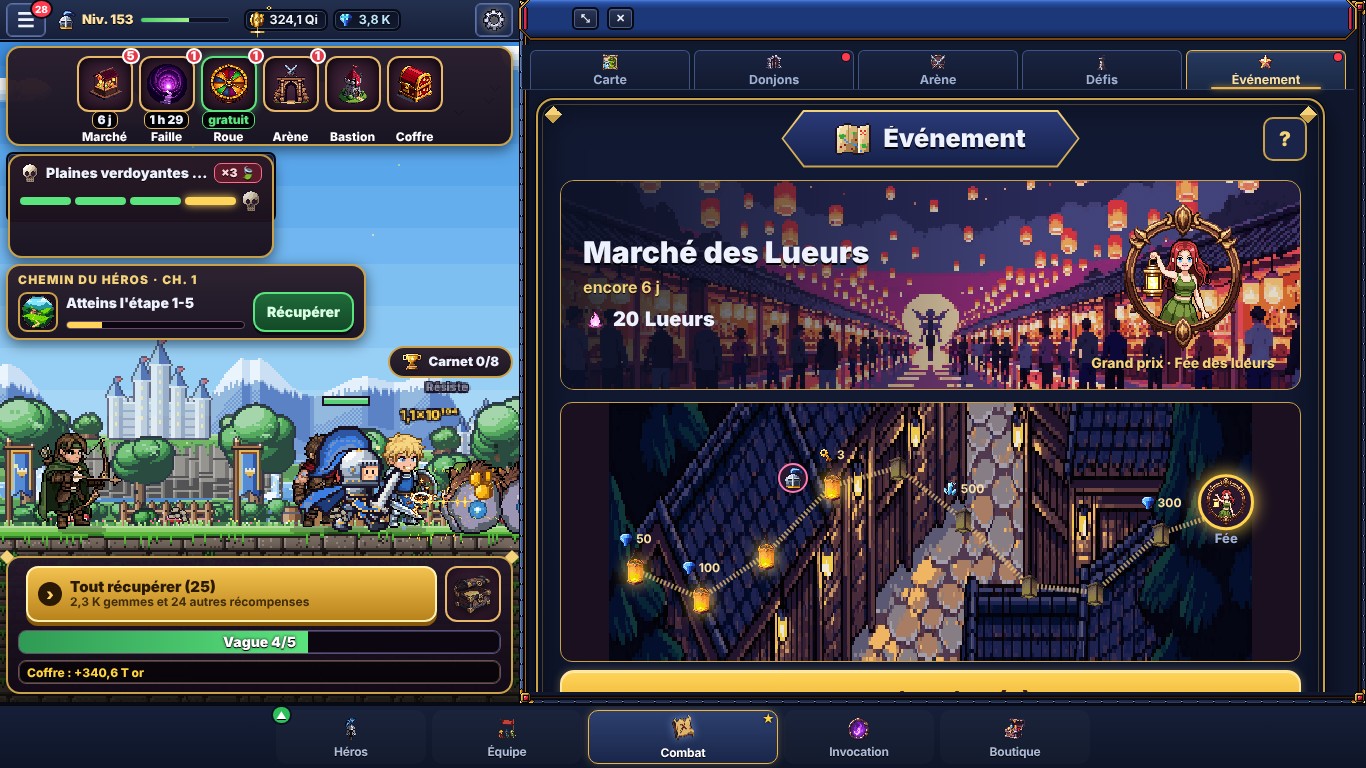 28
Niv. 153
324,1 Qi
3,8 K
5
1
1
1
6 j
1 h 29
gratuit
Marché
Faille
Roue
Arène
Bastion
Coffre
Plaines verdoyantes ...
×3
CHEMIN DU HÉROS · CH. 1
Atteins l'étape 1-5
Récupérer
Carnet 0/8
Résiste
Tout récupérer (25)
2,3 K gemmes et 24 autres récompenses
Vague 4/5
Coffre : +340,6 T or
Carte
Donjons
Arène
Défis
Événement
Événement
?
Marché des Lueurs
encore 6 j
20 Lueurs
Grand prix · Fée des lueurs
3
500
300
50
100
Fée
Héros
Équipe
Combat
Invocation
Boutique